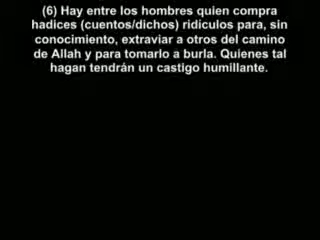 (6) Hay entre los hombres quien compra
hadices (cuentos/dichos) ridículos para, sin
conocimiento, extraviar a otros del camino
de Allah y para tomarlo a burla. Quienes tal
hagan tendrán un castigo humillante.